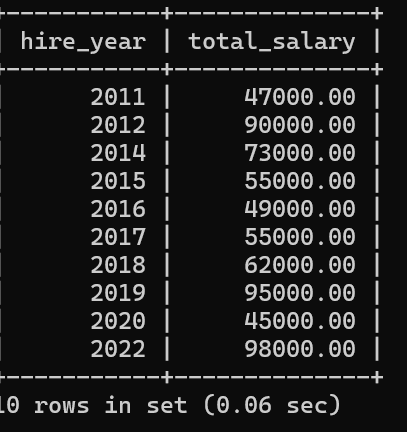 +-----------+--------------+
| hire_year | total_salary |
+-----------+--------------+
| 2011 | 47000.00 |
| 2012 | 90000.00 |
| 2014 | 73000.00 |
| 2015 | 55000.00 |
| 2016 | 49000.00 |
| 2017 | 55000.00 |
| 2018 | 62000.00 |
| 2019 | 95000.00 |
| 2020 | 45000.00 |
| 2022 | 98000.00 |
+-----------+--------------+
10 rows in set (0.06 sec)